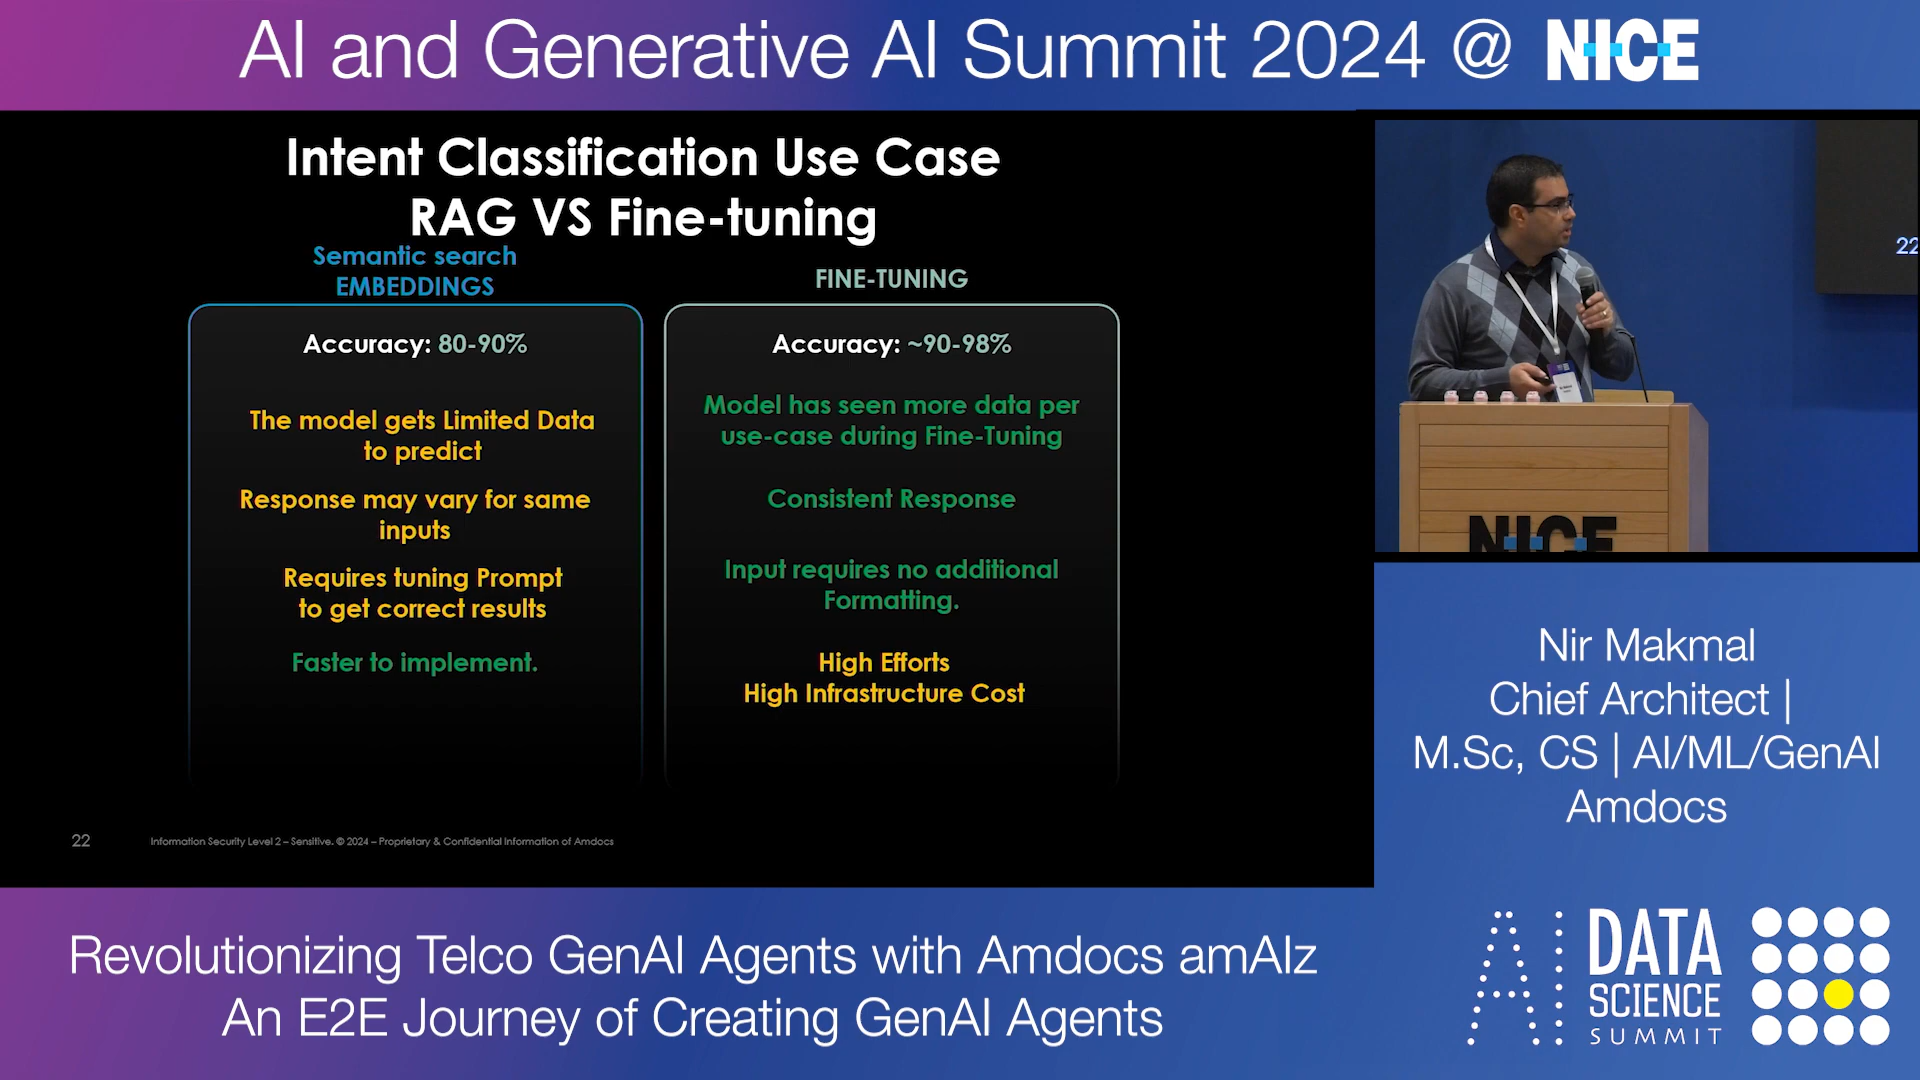 AI and Generative AI Summit 2024 @ NICE
Intent Classification Use Case
RAG VS Fine-tuning
Semantic search
EMBEDDINGS
Accuracy: 80-90%
The model gets Limited Data
to predict
Response may vary for same
inputs
Requires tuning Prompt
to get correct results
Faster to implement.
FINE-TUNING
Accuracy: ~90-98%
Model has seen more data per
use-case during Fine-Tuning
Consistent Response
Input requires no additional
Formatting.
High Efforts
High Infrastructure Cost
22
Information Security Level 2 – Sensitive. © 2024 – Proprietary & Confidential Information of Amdocs
22
NICE
Nir Makmal
Chief Architect |
M.Sc, CS | AI/ML/GenAI
Amdocs
Revolutionizing Telco GenAI Agents with Amdocs amAIz
An E2E Journey of Creating GenAI Agents
AI
DATA
SCIENCE
SUMMIT